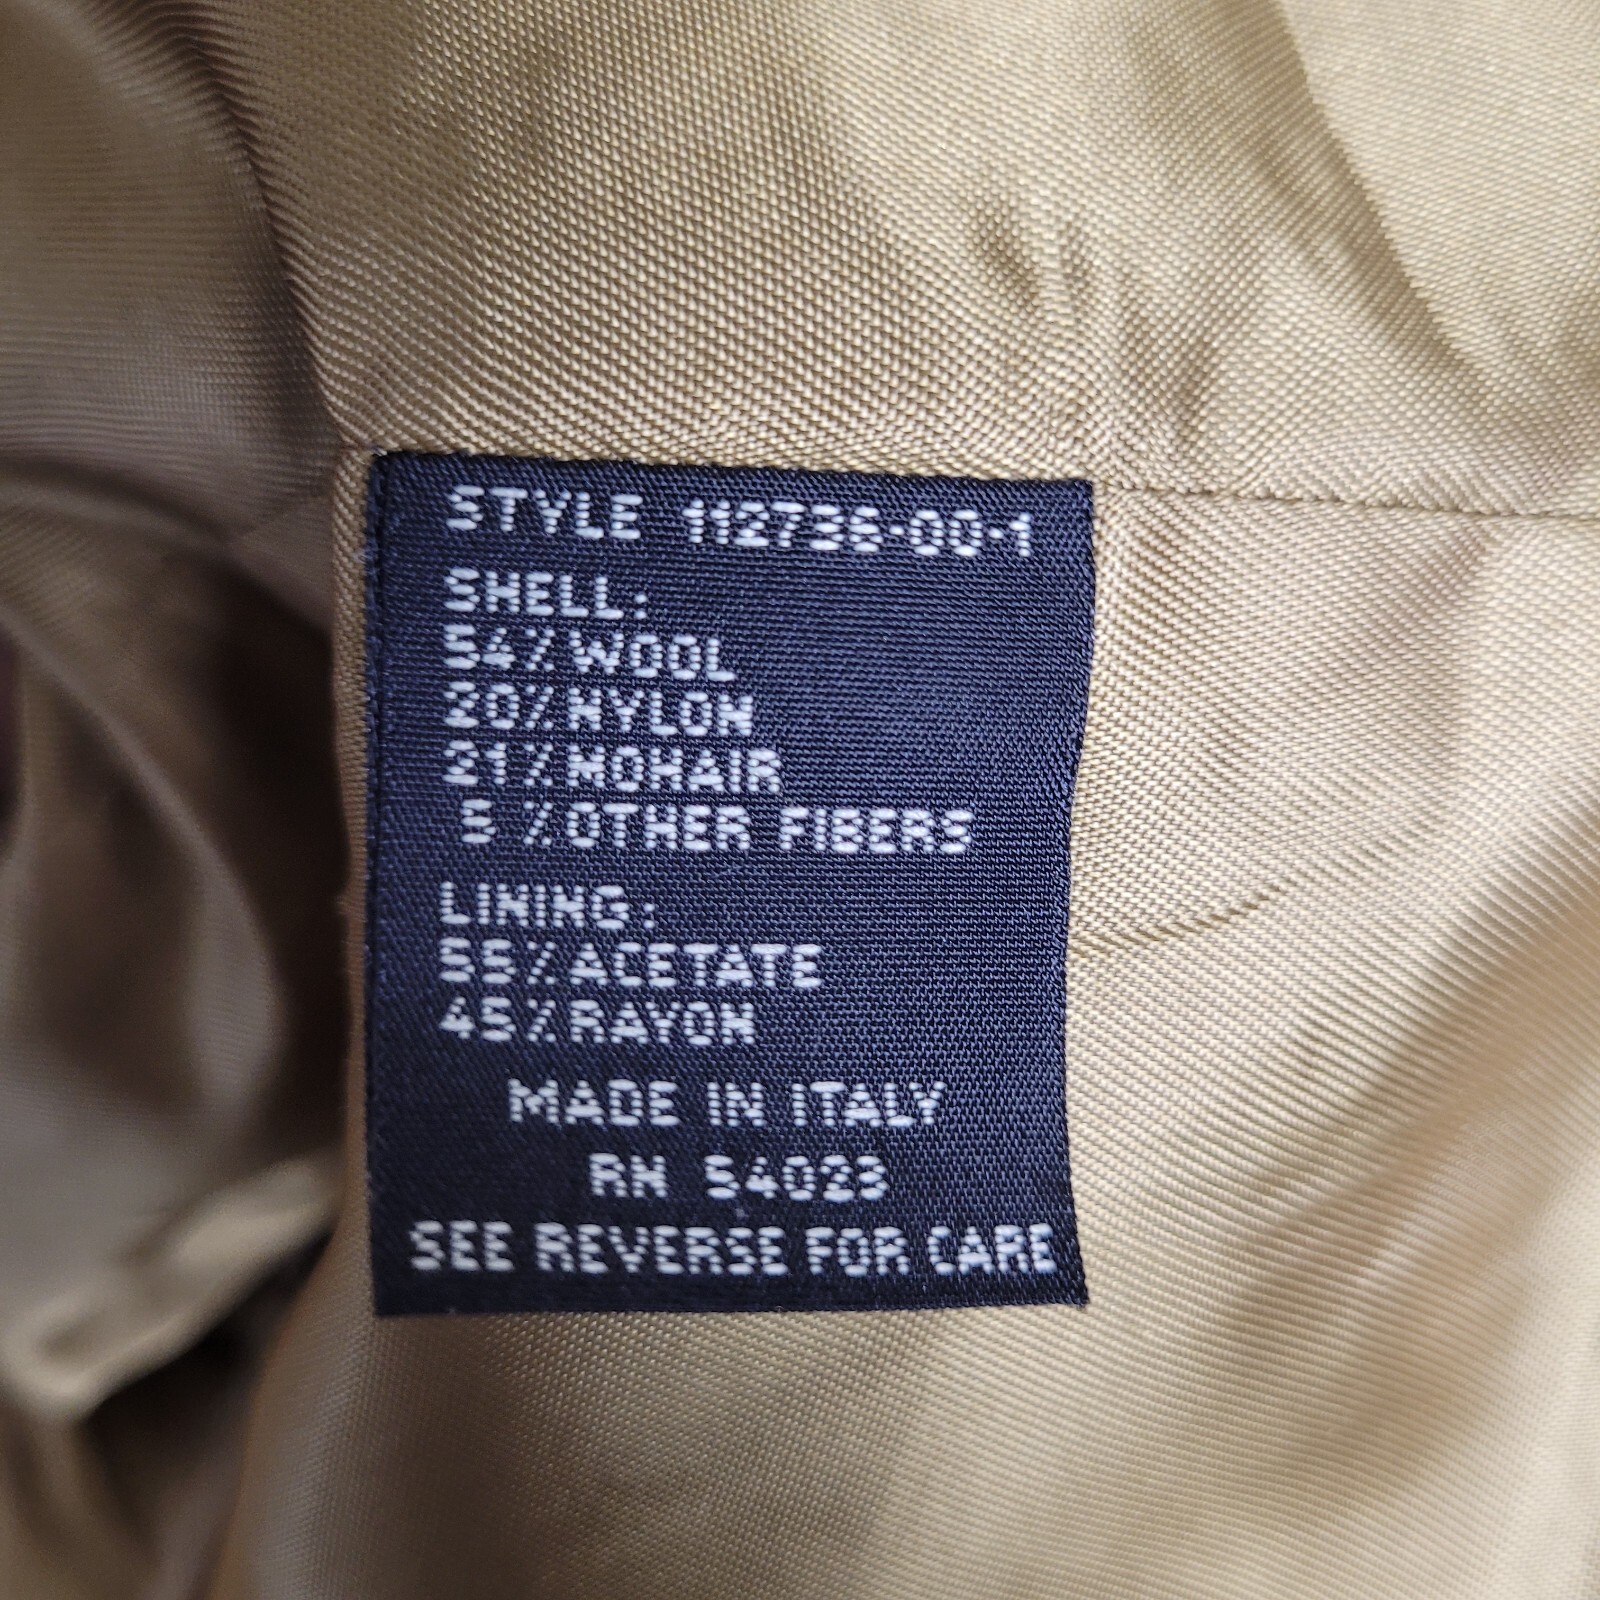 STYLE 112736-00-1
SHELL:
54% WOOL
20% NYLON
21% MOHAIR
5 % OTHER FIBERS
LINING:
55% ACETATE
45% RAYON
MADE IN ITALY
RN 54023
SEE REVERSE FOR CARE